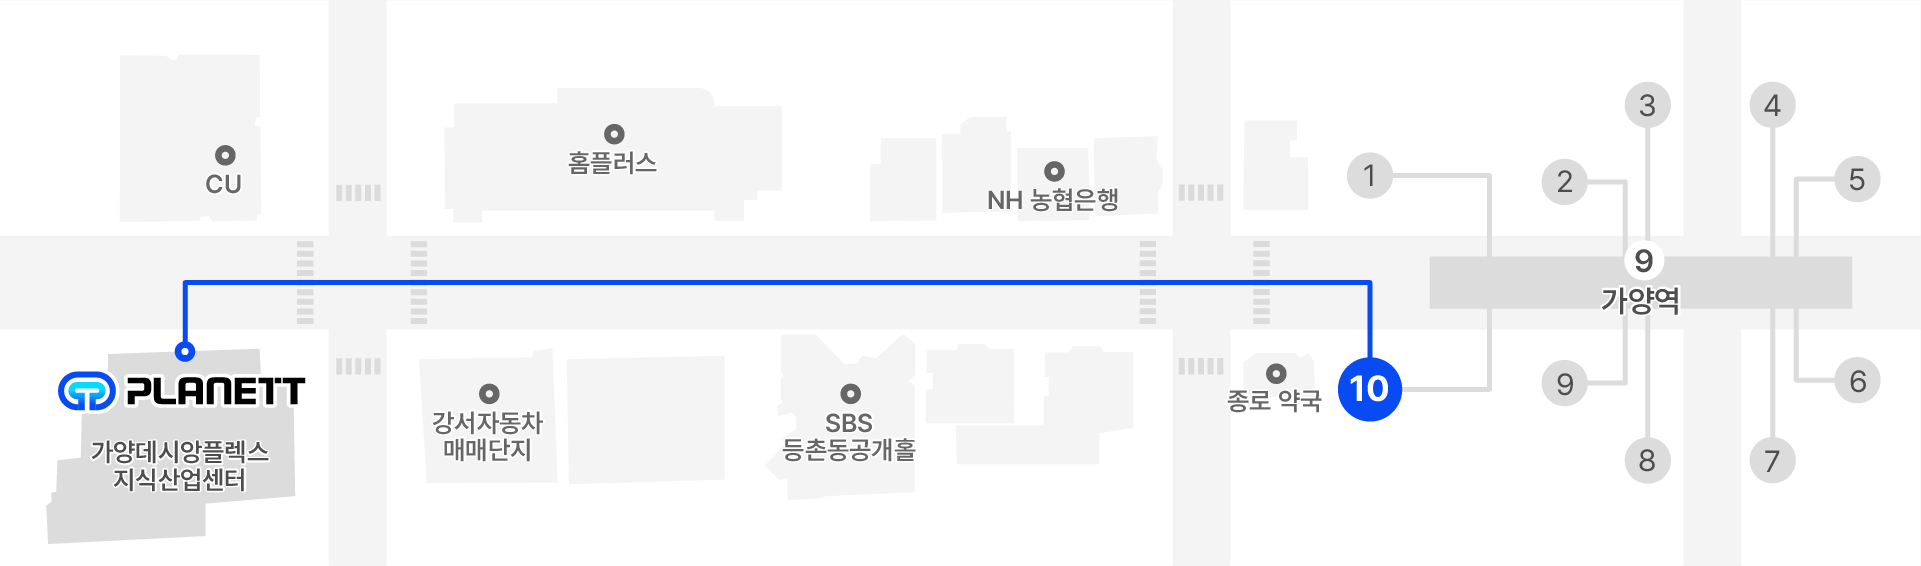 CU
홈플러스
NH 농협은행
1
2
3
4
5
9
가양역
PLANETT
가양데시앙플렉스
지식산업센터
강서자동차
매매단지
SBS
등촌동공개홀
종로 약국
10
9
8
7
6